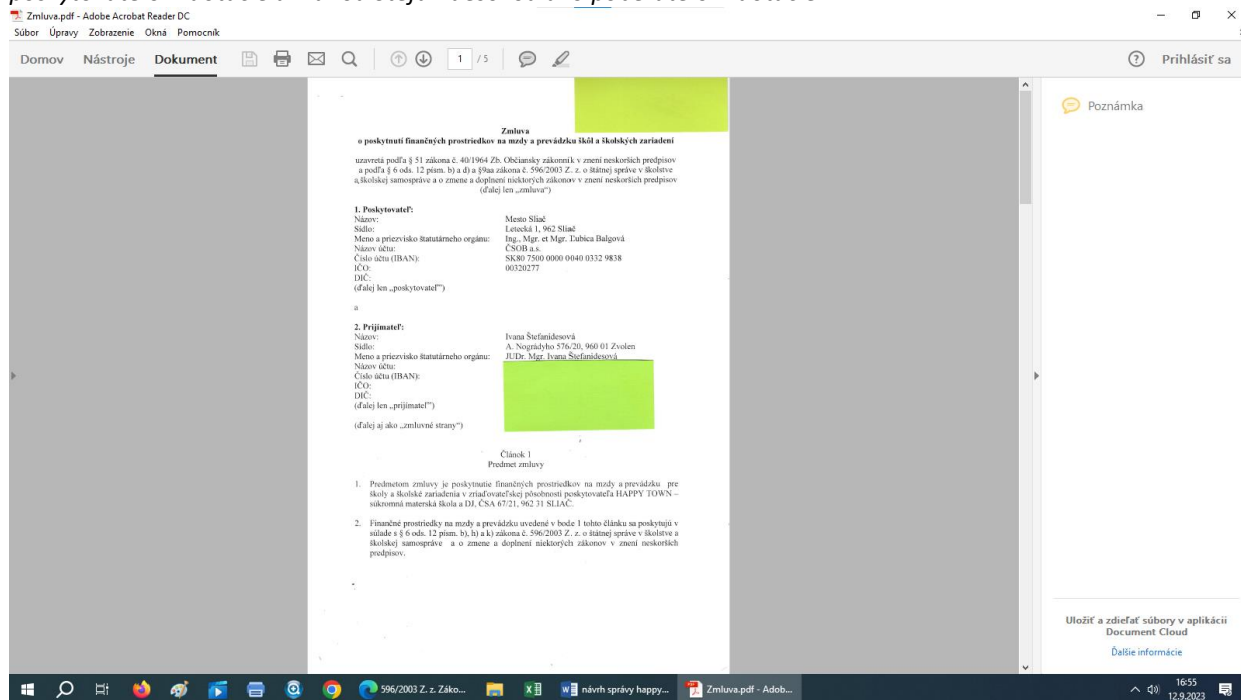 Zmluva.pdf - Adobe Acrobat Reader DC
Súbor Úpravy Zobrazenie Okná Pomocník
Domov Nástroje Dokument 1 / 5 Prihlásiť sa
Poznámka
Zmluva
o poskytnutí finančných prostriedkov na mzdy a prevádzku škôl a školských zariadení
uzavretá podľa § 51 zákona č. 40/1964 Zb. Občiansky zákonník v znení neskorších predpisov
a podľa § 6 ods. 12 písm. b) a d) a §9aa zákona č. 596/2003 Z. z. o štátnej správe v školstve
a školskej samospráve a o zmene a doplnení niektorých zákonov v znení neskorších predpisov
(ďalej len „zmluva“)
1. Poskytovateľ:
Názov: Mesto Sliač
Sídlo: Letecká 1, 962 Sliač
Meno a priezvisko štatutárneho orgánu: Ing., Mgr. et Mgr. Ľubica Balgová
Názov účtu: ČSOB a.s.
Číslo účtu (IBAN): SK80 7500 0000 0040 0332 9838
IČO: 00320277
DIČ:
(ďalej len „poskytovateľ“)
a
2. Prijímateľ:
Názov: Ivana Štefanidesová
Sídlo: A. Nográdyho 576/20, 960 01 Zvolen
Meno a priezvisko štatutárneho orgánu: JUDr. Mgr. Ivana Štefanidesová
Názov účtu:
Číslo účtu (IBAN):
IČO:
DIČ:
(ďalej len „prijímateľ“)
(ďalej aj ako „zmluvné strany“)
Článok 1
Predmet zmluvy
1. Predmetom zmluvy je poskytnutie finančných prostriedkov na mzdy a prevádzku pre
školy a školské zariadenia v zriaďovateľskej pôsobnosti poskytovateľa HAPPY TOWN –
súkromná materská škola a DJ, ČSA 67/21, 962 31 SLIAČ.
2. Finančné prostriedky na mzdy a prevádzku uvedené v bode 1 tohto článku sa poskytujú v
súlade s § 6 ods. 12 písm. b), h) a k) zákona č. 596/2003 Z. z. o štátnej správe v školstve a
školskej samospráve a o zmene a doplnení niektorých zákonov v znení neskorších
predpisov.
Uložiť a zdieľať súbory v aplikácii
Document Cloud
Ďalšie informácie
596/2003 Z. z. Záko... návrh správy happy... Zmluva.pdf - Adob...
16:55
12.9.2023